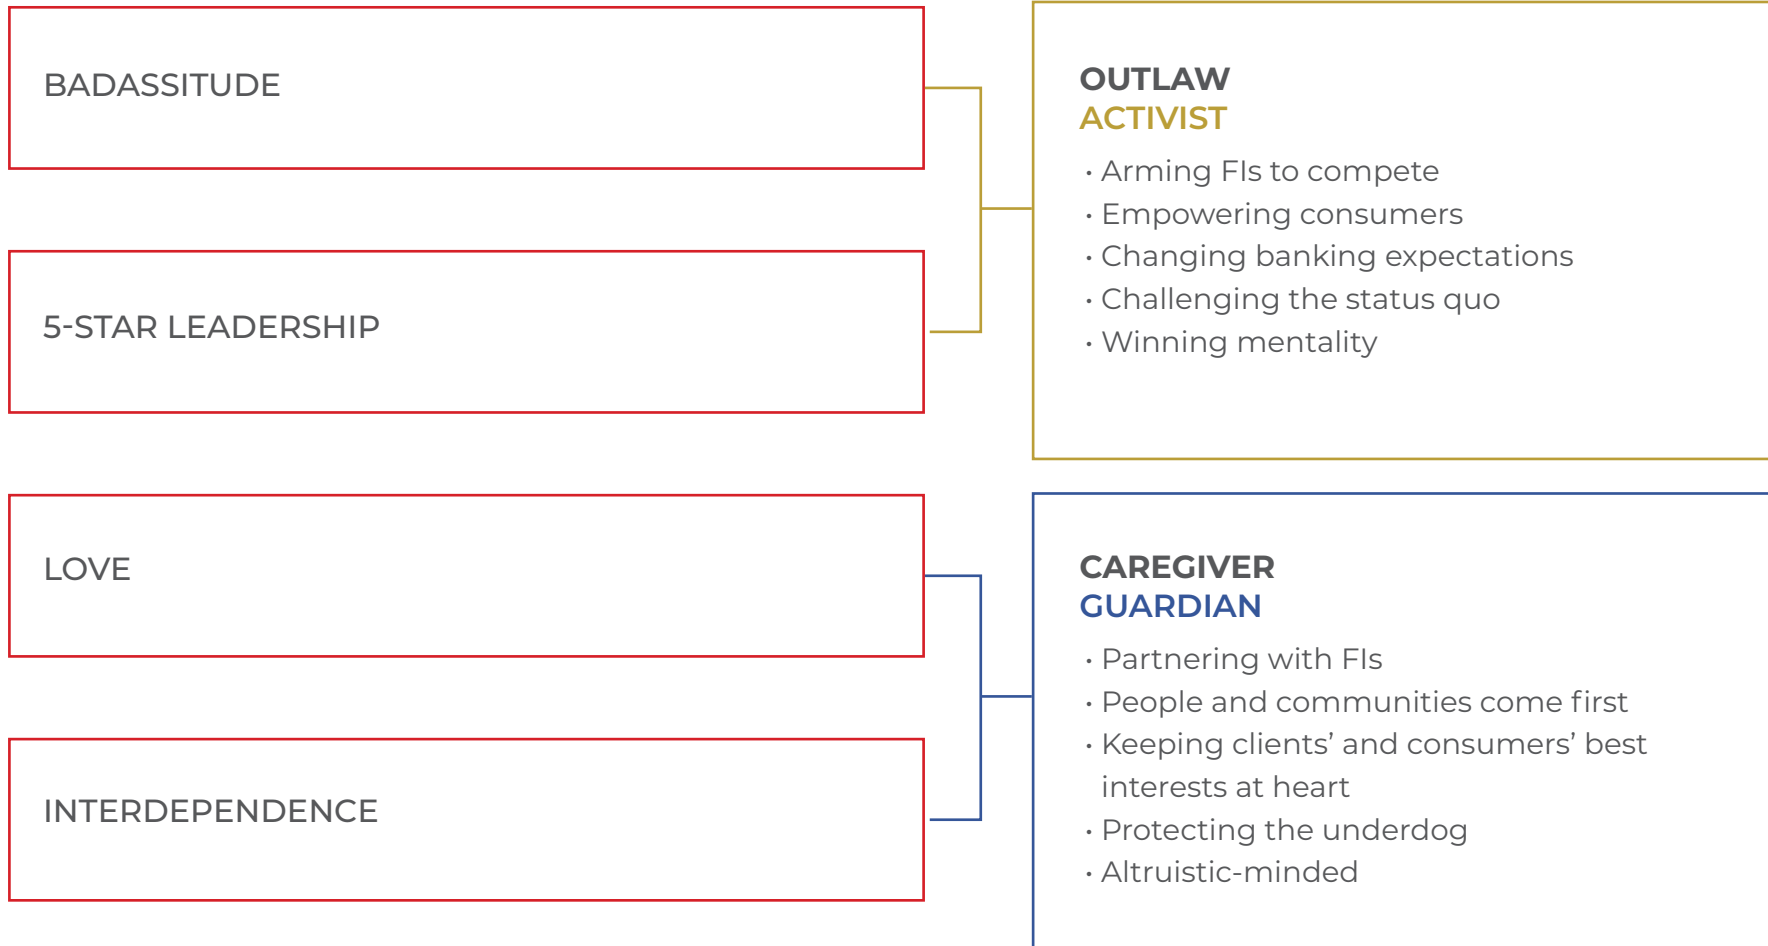 BADASSITUDE
5-STAR LEADERSHIP
OUTLAW
ACTIVIST
• Arming FIs to compete
• Empowering consumers
• Changing banking expectations
• Challenging the status quo
• Winning mentality
LOVE
INTERDEPENDENCE
CAREGIVER
GUARDIAN
• Partnering with FIs
• People and communities come first
• Keeping clients’ and consumers’ best
interests at heart
• Protecting the underdog
• Altruistic-minded